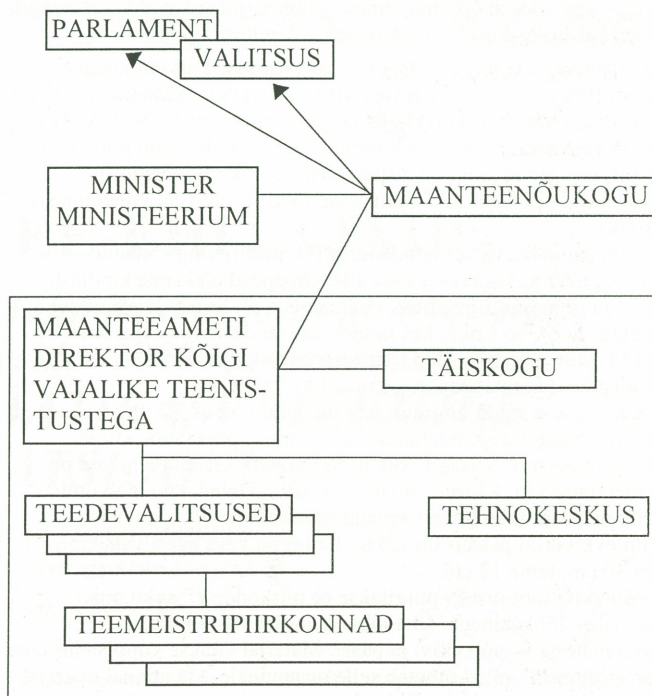 PARLAMENT
VALITSUS
MINISTER
MINISTEERIUM
MAANTEENÕUKOGU
MAANTEEAMETI
DIREKTOR KÕIGI
VAJALIKE TEENIS-
TUSTEGA
TÄISKOGU
TEEDEVALITSUSED
TEHNOKESKUS
TEEMEISTRIPIIRKONNAD